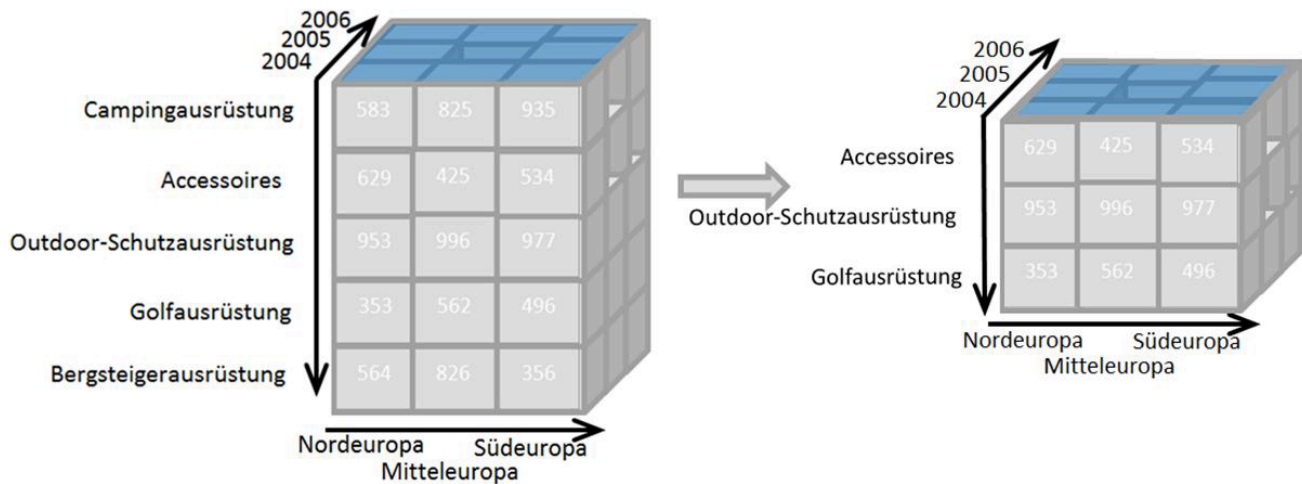 2006
2005
2004
Campingausrüstung
583 825 935
Accessoires
629 425 534
Outdoor-Schutzausrüstung
953 996 977
Golfausrüstung
353 562 496
Bergsteigerausrüstung
564 826 356
Nordeuropa
Südeuropa
Mitteleuropa
2006
2005
2004
Accessoires
629 425 534
Outdoor-Schutzausrüstung
953 996 977
Golfausrüstung
353 562 496
Nordeuropa
Südeuropa
Mitteleuropa